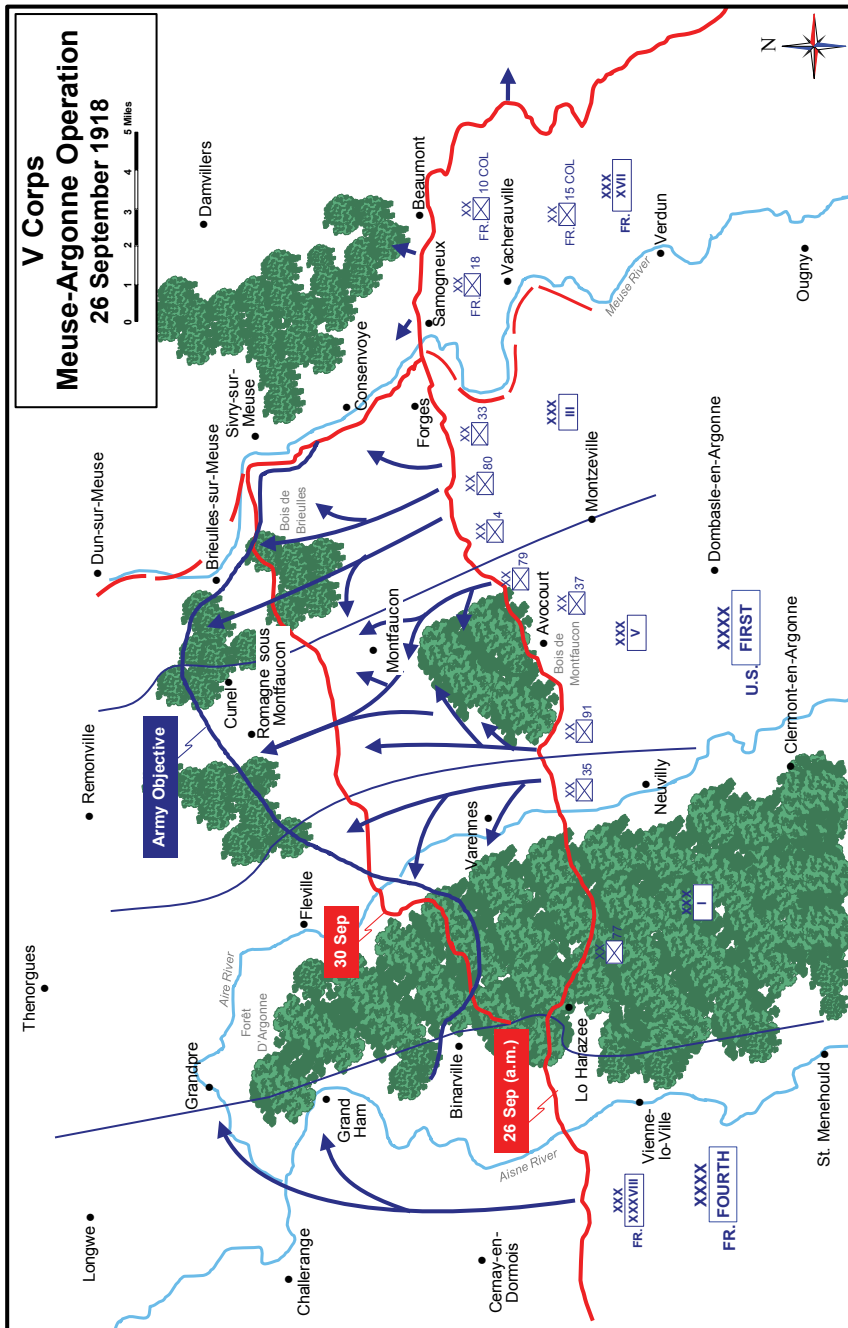 V Corps
Meuse-Argonne Operation
26 September 1918
0 1 2 3 4 5 Miles
N
Longwe
Thenorgues
Remonville
Dun-sur-Meuse
Damvillers
Challerange
Grandpre
Aire River
Forêt
D'Argonne
Fleville
Army Objective
Cunel
Romagne sous
Montfaucon
Brieulles-sur-Meuse
Bois de
Brieulles
Sivry-sur-
Meuse
Consenvoye
Grand
Ham
30 Sep
Montfaucon
Forges
Samogneux
Beaumont
Cernay-en-
Dormois
Aisne River
Binarville
Varennes
26 Sep (a.m.)
Lo Harazee
Avocourt
Bois de
Montfaucon
XX
77
XX
35
XX
91
XX
37
XX
79
XX
4
XX
80
XX
33
XX
FR. 18
XX
FR. 10 COL
XX
FR. 15 COL
Vacherauville
Vienne-
lo-Ville
Neuvilly
Montzeville
Meuse River
Verdun
XXX
FR. XXXVIII
XXX
I
XXX
V
XXX
III
XXX
FR. XVII
XXXX
FR. FOURTH
XXXX
U.S. FIRST
St. Menehould
Clermont-en-Argonne
Dombasle-en-Argonne
Ougny